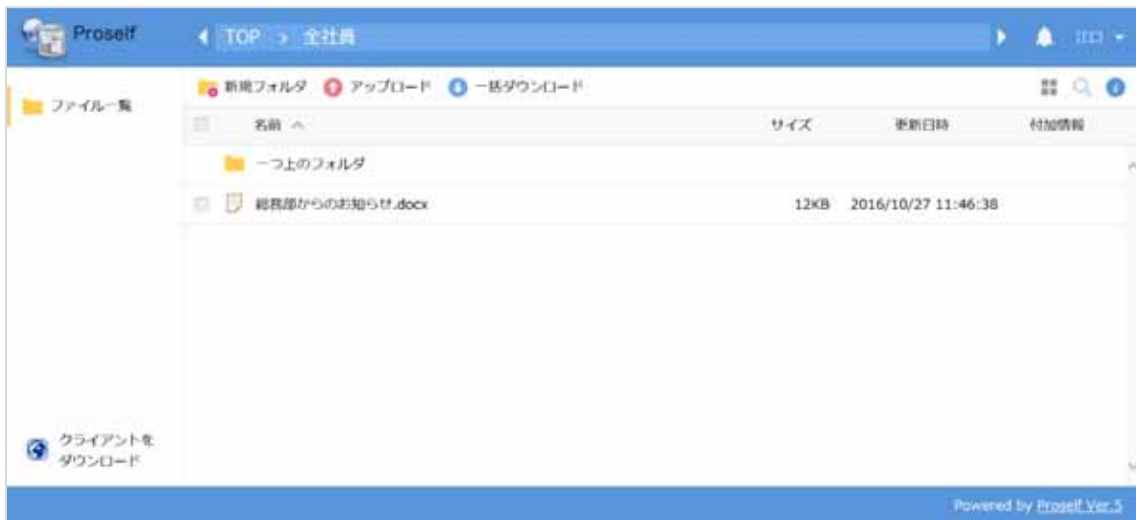 Proself
TOP > 全社員
新規フォルダ アップロード 一括ダウンロード
ファイル一覧
名前 サイズ 更新日時 付加情報
一つ上のフォルダ
総務部からのお知らせ.docx 12KB 2016/10/27 11:46:38
クライアントを
ダウンロード
Powered by Proself Ver.5